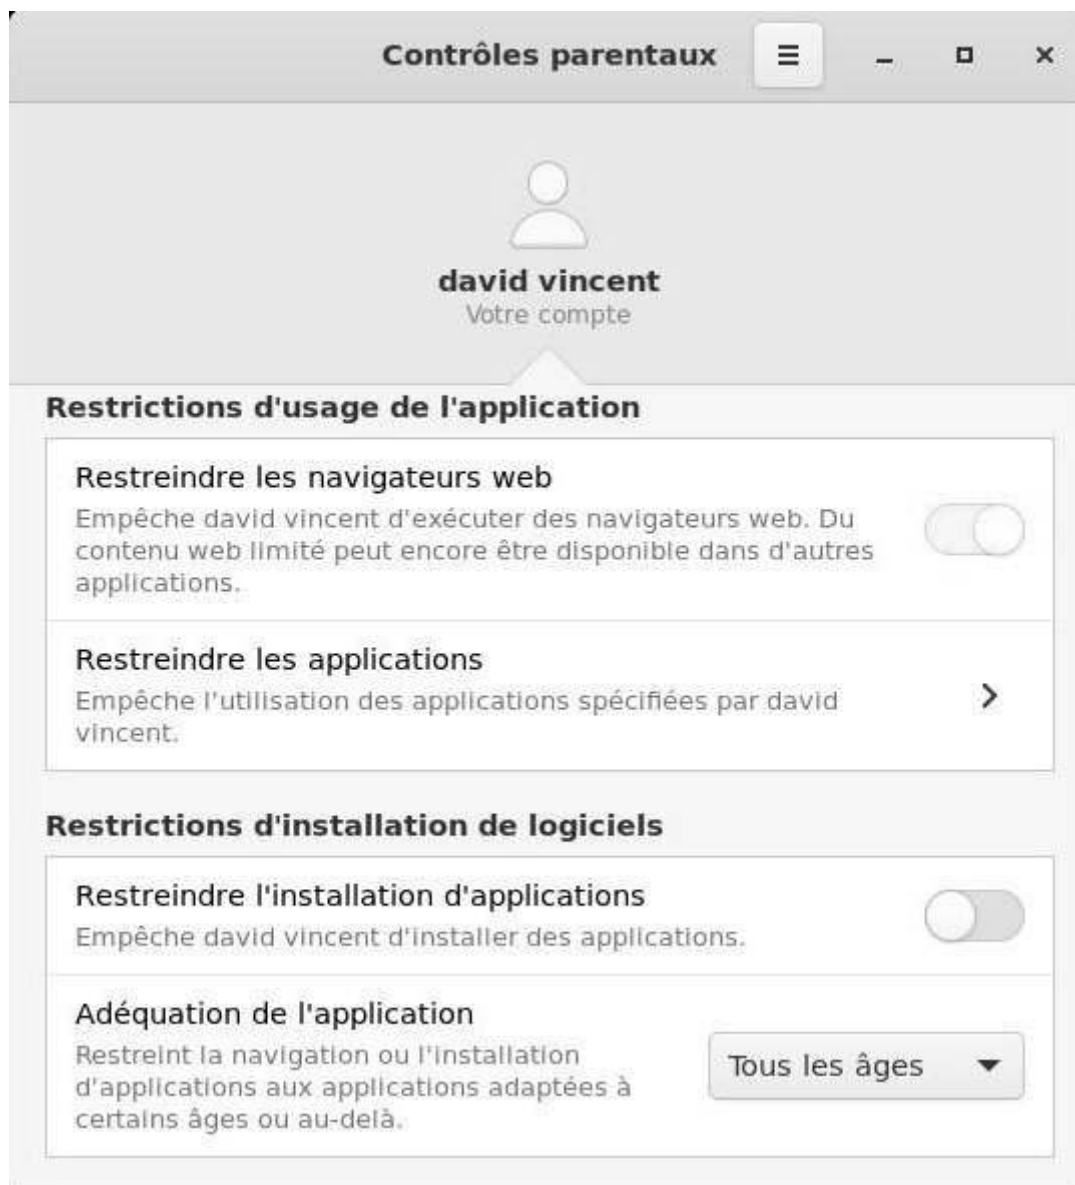 Contrôles parentaux
david vincent
Votre compte
Restrictions d'usage de l'application
Restreindre les navigateurs web
Empêche david vincent d'exécuter des navigateurs web. Du
contenu web limité peut encore être disponible dans d'autres
applications.
Restreindre les applications
Empêche l'utilisation des applications spécifiées par david
vincent.
Restrictions d'installation de logiciels
Restreindre l'installation d'applications
Empêche david vincent d'installer des applications.
Adéquation de l'application
Restreint la navigation ou l'installation
d'applications aux applications adaptées à
certains âges ou au-delà.
Tous les âges